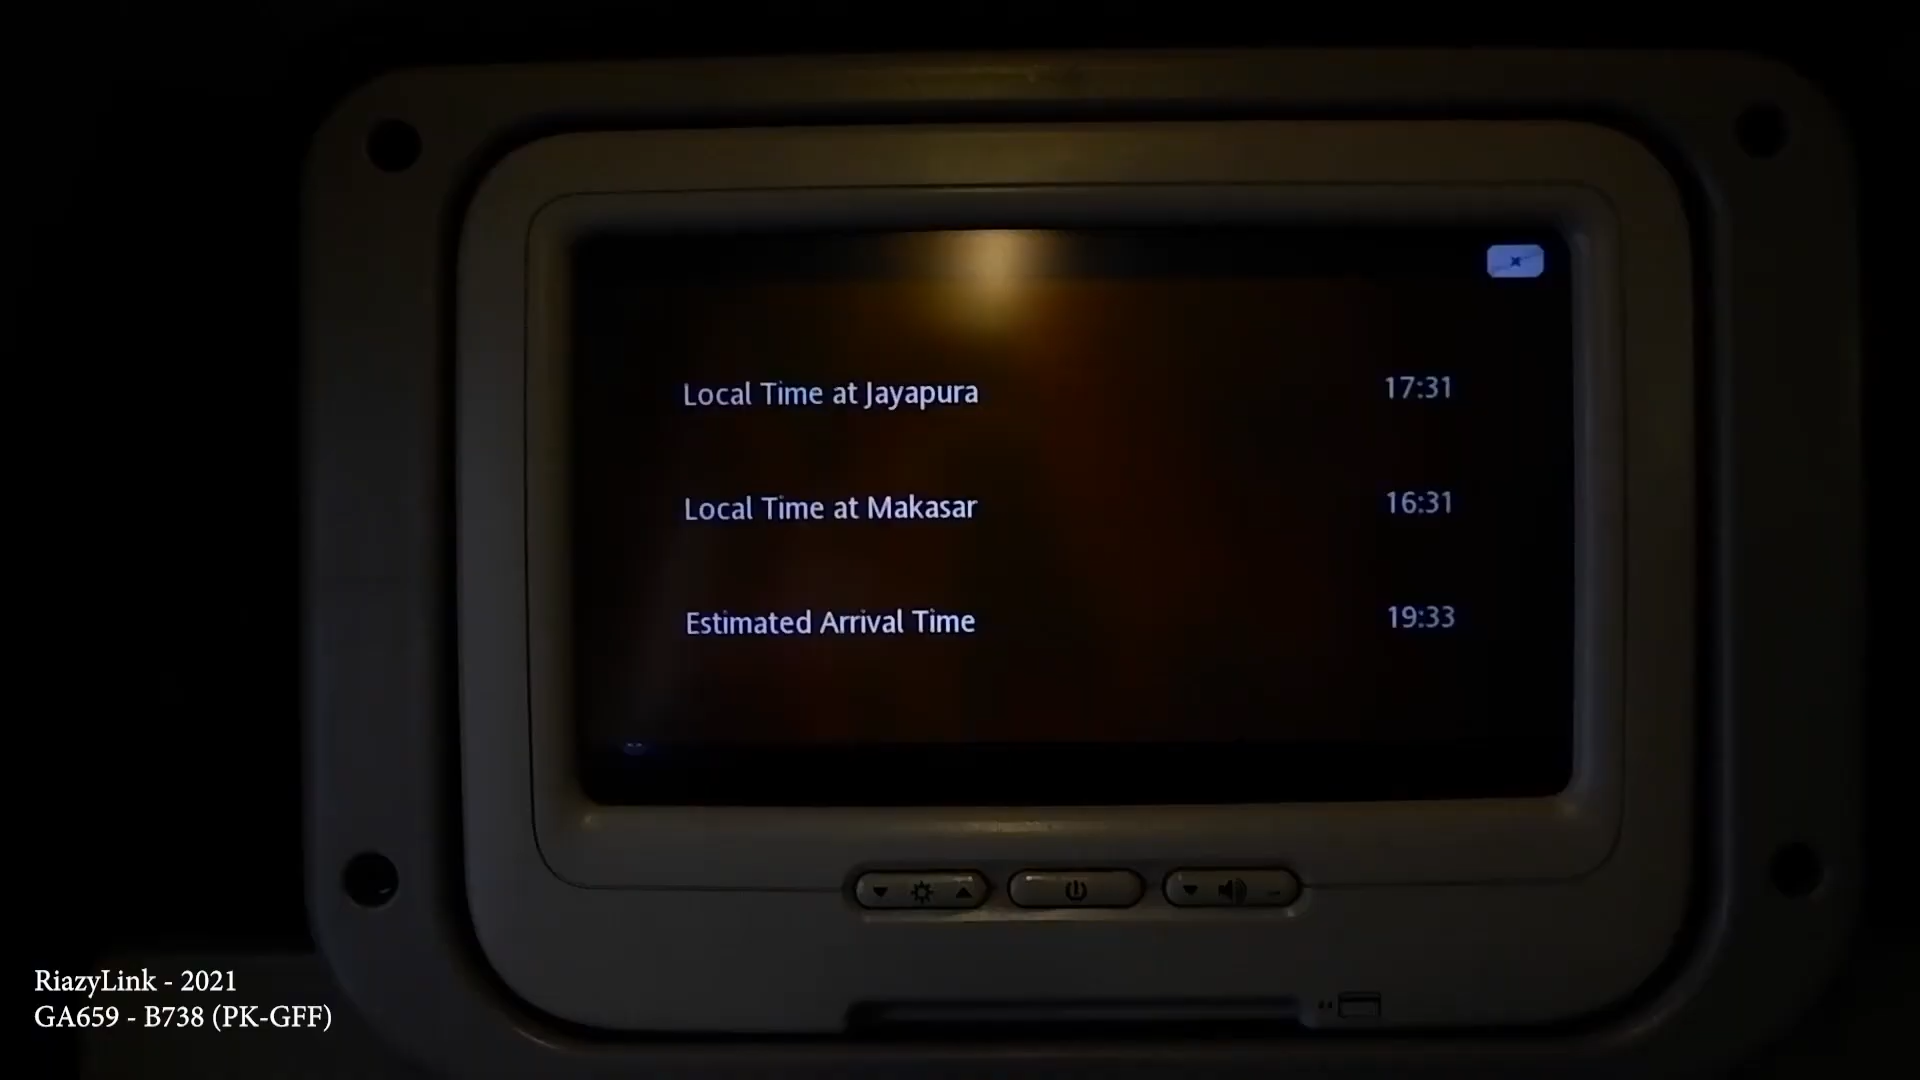 Local Time at Jayapura 17:31
Local Time at Makasar 16:31
Estimated Arrival Time 19:33
RiazyLink - 2021
GA659 - B738 (PK-GFF)